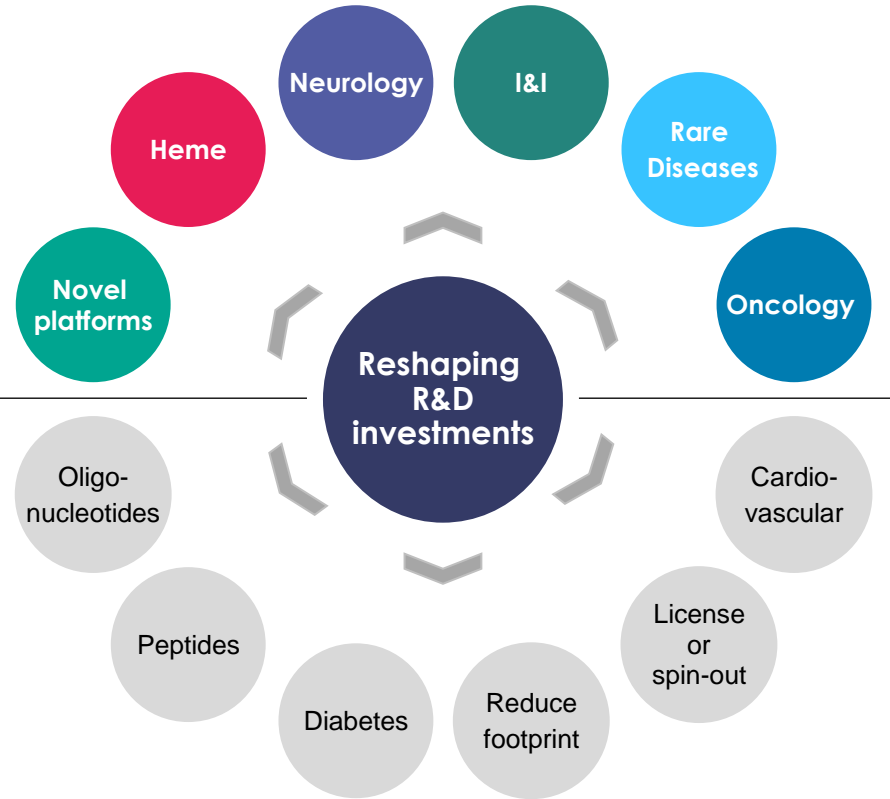 Neurology
I&I
Heme
Rare
Diseases
Novel
platforms
Oncology
Reshaping
R&D
investments
Oligo-
nucleotides
Cardio-
vascular
Peptides
License
or
spin-out
Diabetes
Reduce
footprint